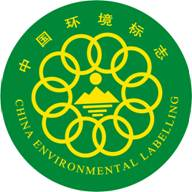 中国环境标志
CHINA ENVIRONMENTAL LABELLING